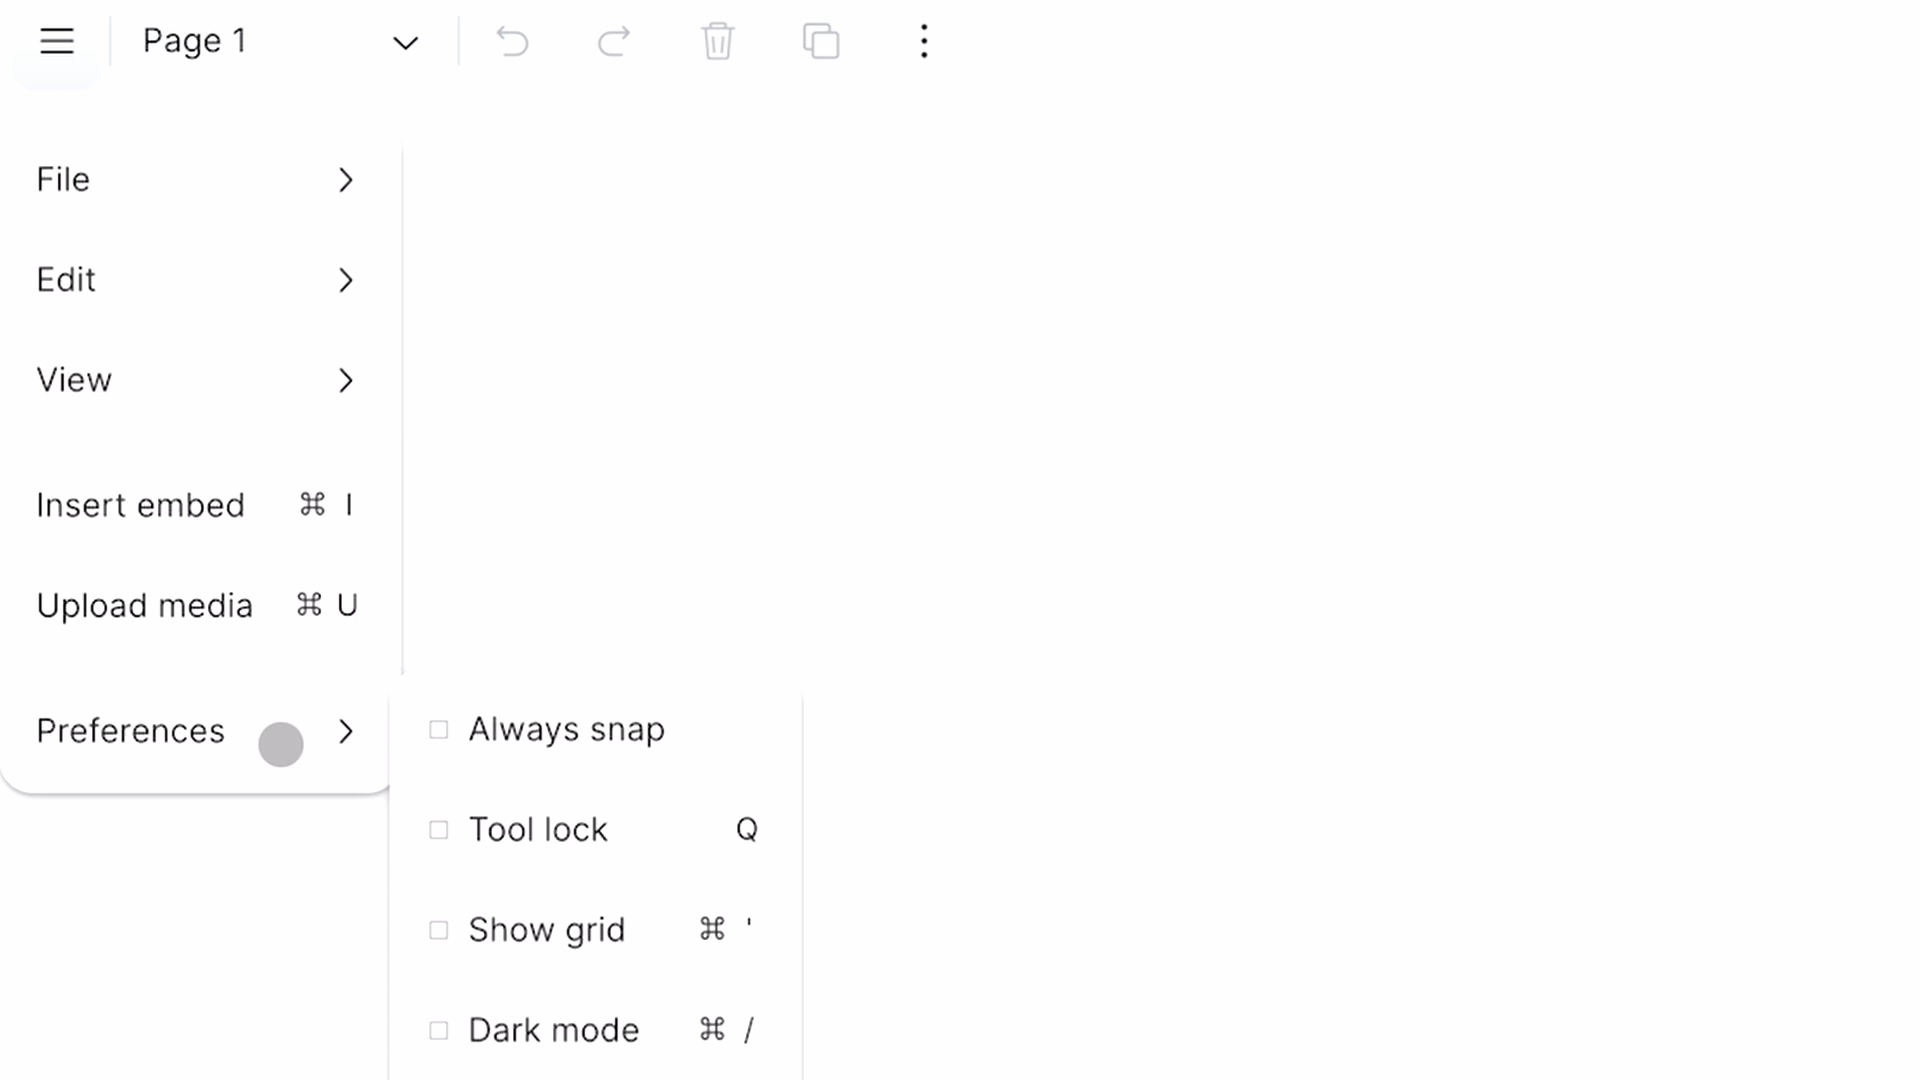 Page 1
File
Edit
View
Insert embed ⌘ I
Upload media ⌘ U
Preferences
Always snap
Tool lock Q
Show grid ⌘ '
Dark mode ⌘ /